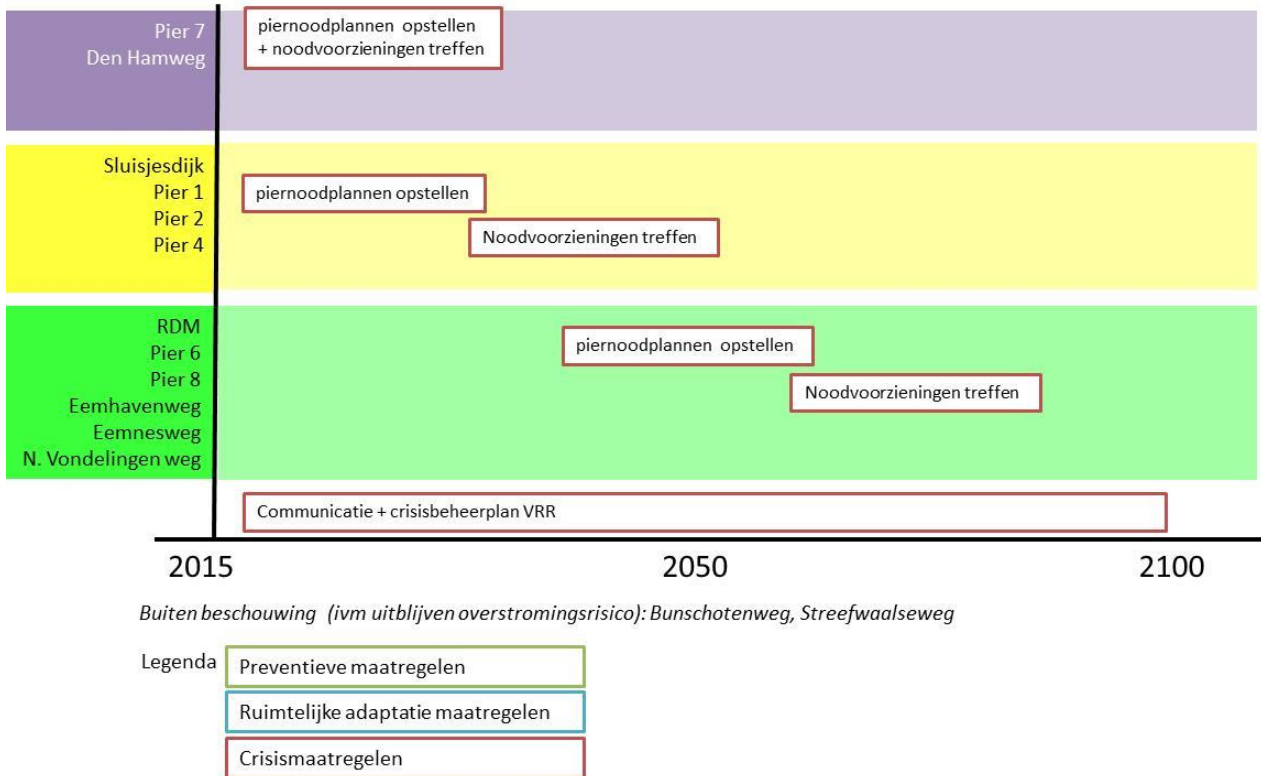 Pier 7
Den Hamweg
piernoodplannen opstellen
+ noodvoorzieningen treffen
Sluisjesdijk
Pier 1
Pier 2
Pier 4
piernoodplannen opstellen
Noodvoorzieningen treffen
RDM
Pier 6
Pier 8
Eemhavenweg
Eemnesweg
N. Vondelingen weg
piernoodplannen opstellen
Noodvoorzieningen treffen
Communicatie + crisisbeheerplan VRR
2015 2050 2100
Buiten beschouwing (ivm uitblijven overstromingsrisico): Bunschotenweg, Streefwaalseweg
Legenda
Preventieve maatregelen
Ruimtelijke adaptatie maatregelen
Crisismaatregelen